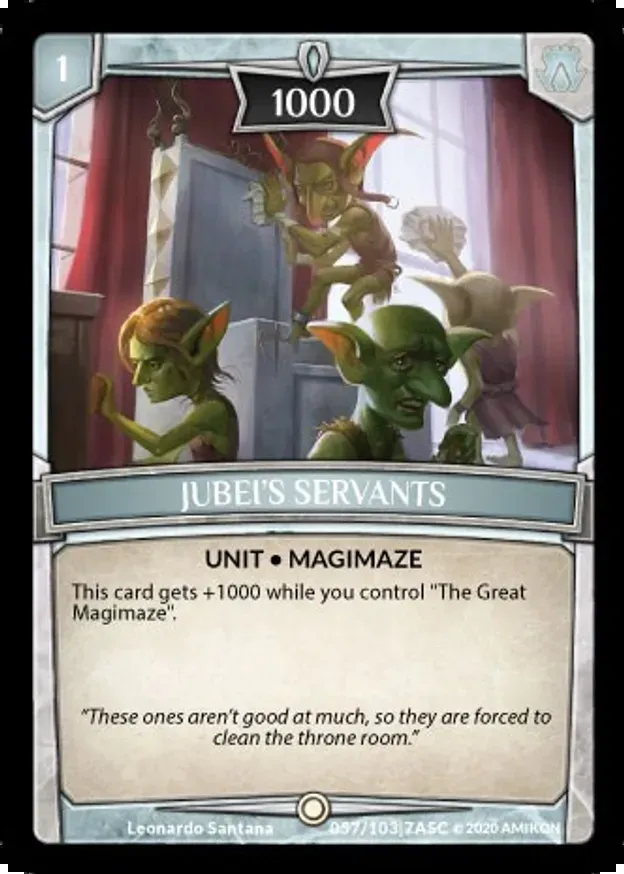 1
1000
JUBEI'S SERVANTS
UNIT • MAGIMAZE
This card gets +1000 while you control "The Great
Magimaze".
"These ones aren't good at much, so they are forced to
clean the throne room."
Leonardo Santana 057/103|7ASC © 2020 AMIKON